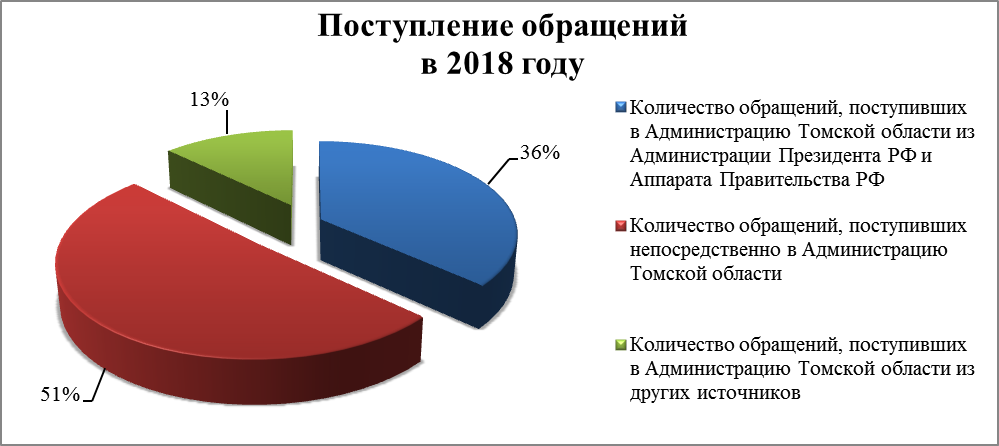 Поступление обращений
в 2018 году
13%
36%
51%
Количество обращений, поступивших
в Администрацию Томской области из
Администрации Президента РФ и
Аппарата Правительства РФ
Количество обращений, поступивших
непосредственно в Администрацию
Томской области
Количество обращений, поступивших
в Администрацию Томской области из
других источников